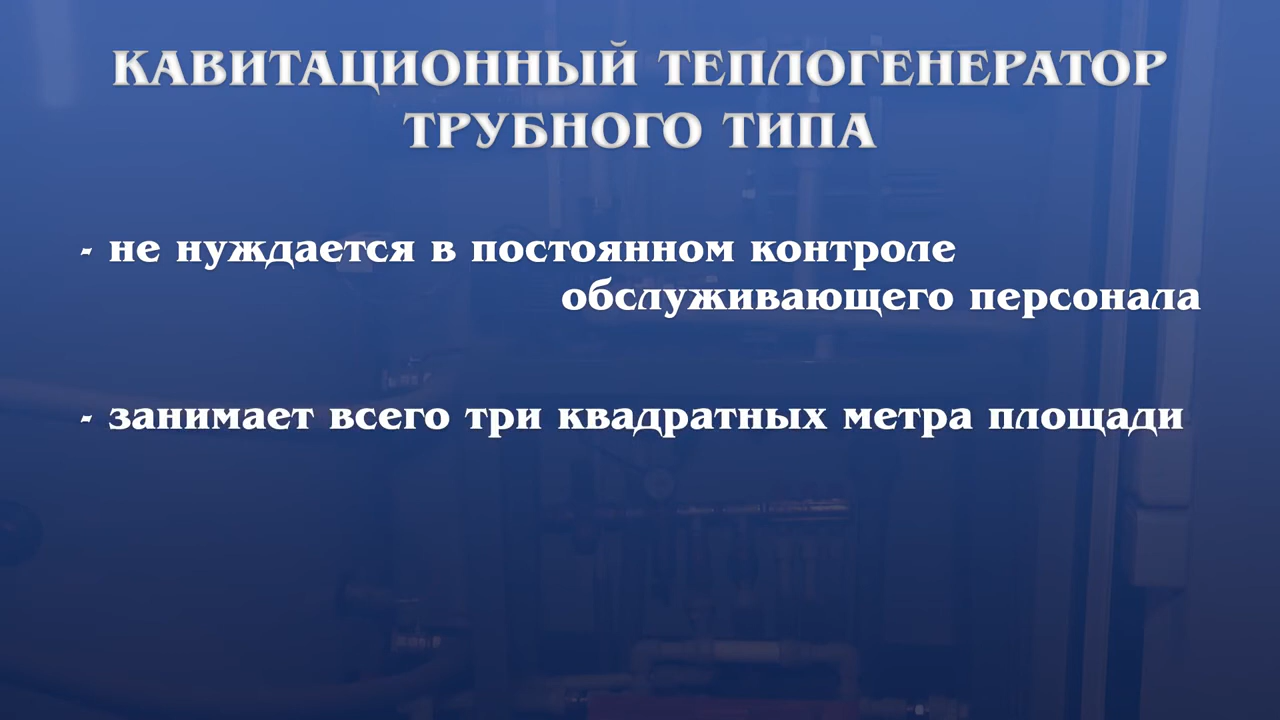 КАВИТАЦИОННЫЙ ТЕПЛОГЕНЕРАТОР
ТРУБНОГО ТИПА
- не нуждается в постоянном контроле
обслуживающего персонала
- занимает всего три квадратных метра площади